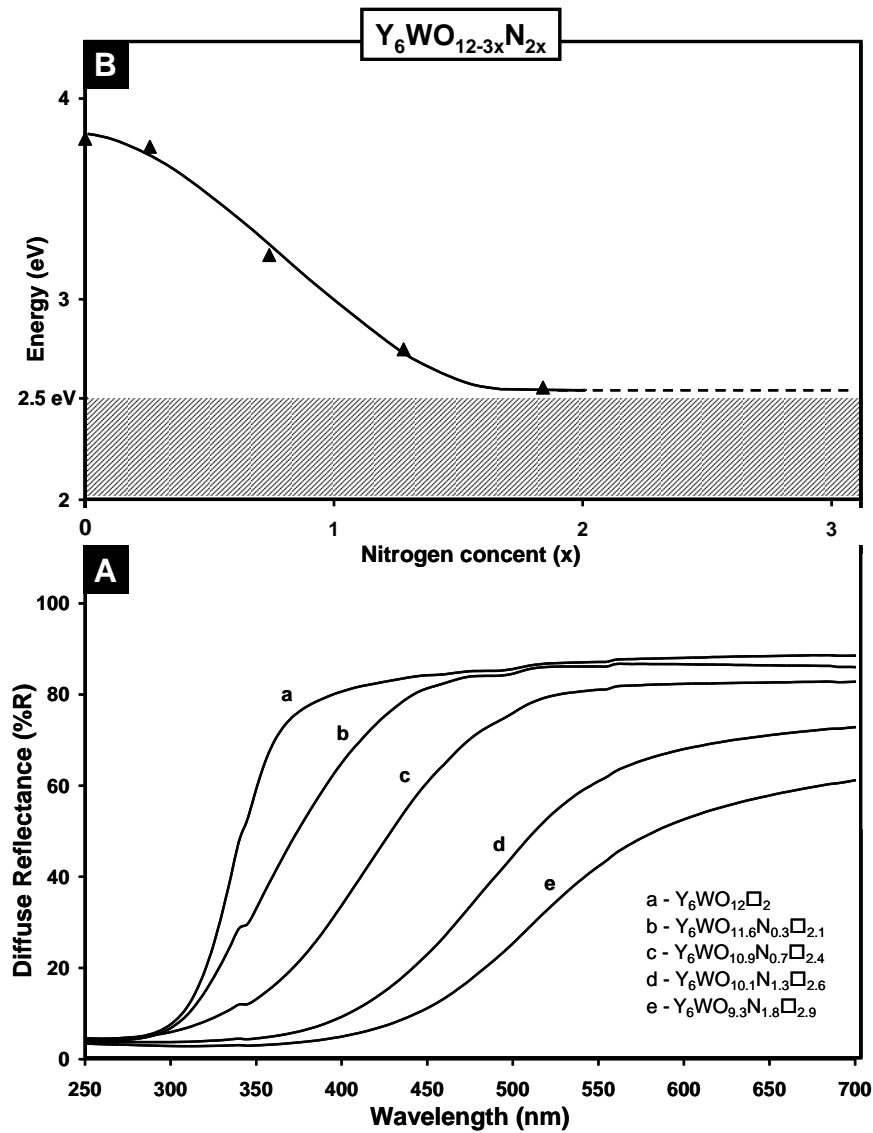 Y₆WO₁₂₋₃ₓN₂ₓ
B
4
3
2.5 eV
2
Energy (eV)
0
1
2
3
Nitrogen concent (x)
A
100
80
60
40
20
0
Diffuse Reflectance (%R)
a
b
c
d
e
a - Y₆WO₁₂□₂
b - Y₆WO₁₁.₆N₀.₃□₂.₁
c - Y₆WO₁₀.₉N₀.₇□₂.₄
d - Y₆WO₁₀.₁N₁.₃□₂.₆
e - Y₆WO₉.₃N₁.₈□₂.₉
250
300
350
400
450
500
550
600
650
700
Wavelength (nm)